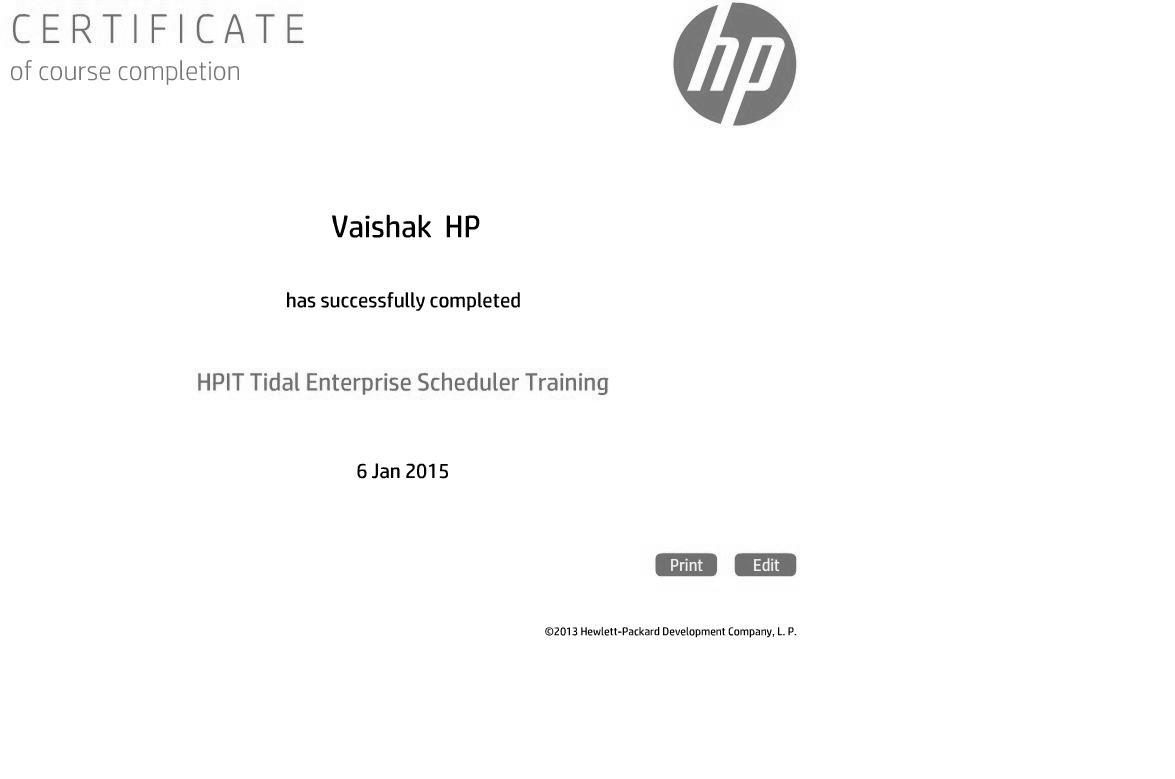 CERTIFICATE
of course completion
hp
Vaishak HP
has successfully completed
HPIT Tidal Enterprise Scheduler Training
6 Jan 2015
Print Edit
©2013 Hewlett-Packard Development Company, L. P.